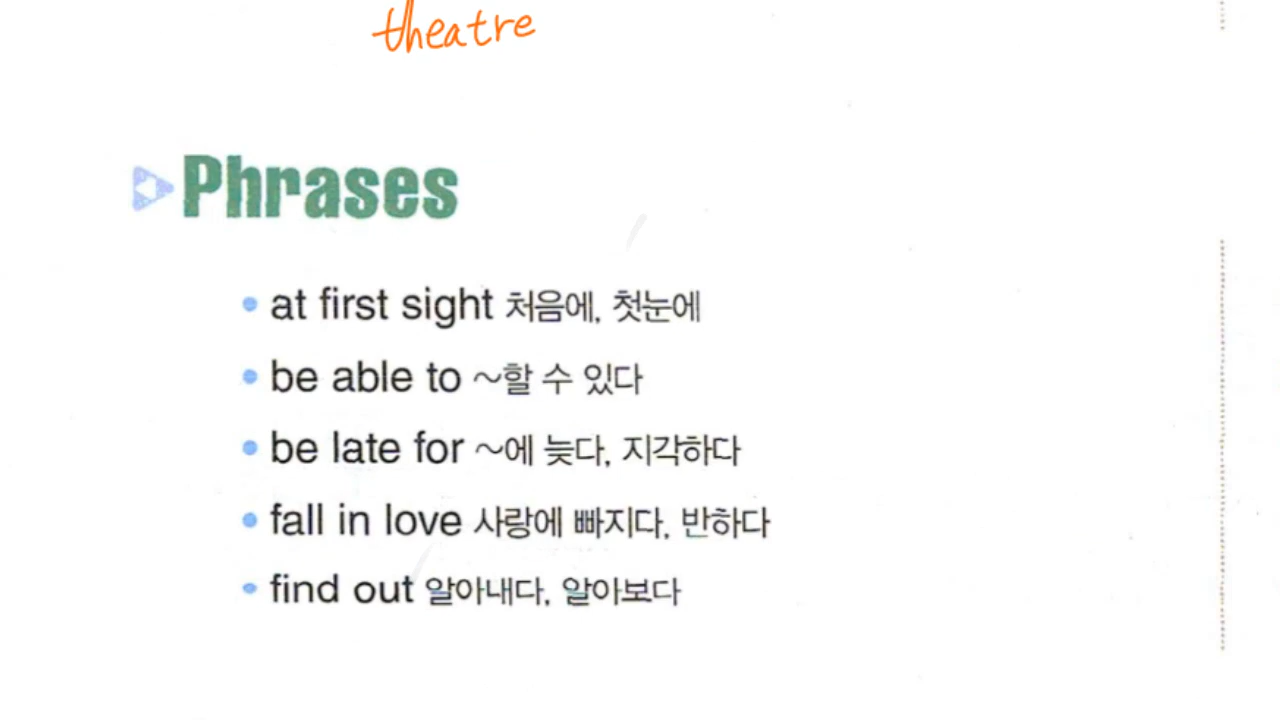 theatre
Phrases
• at first sight 처음에, 첫눈에
• be able to ～할 수 있다
• be late for ～에 늦다, 지각하다
• fall in love 사랑에 빠지다, 반하다
• find out 알아내다, 알아보다